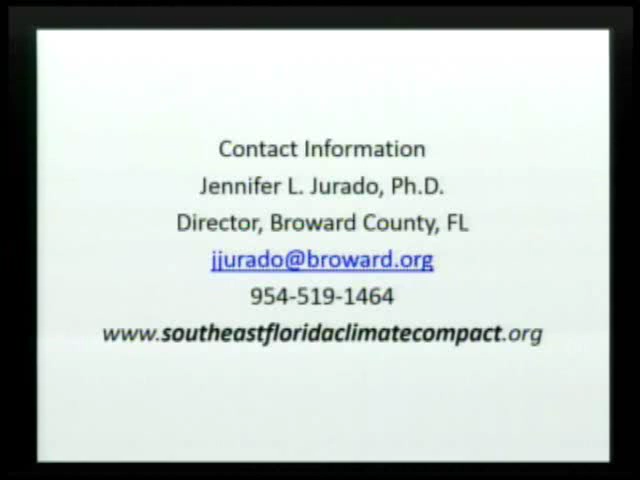 Contact Information
Jennifer L. Jurado, Ph.D.
Director, Broward County, FL
jjurado@broward.org
954-519-1464
www.southeastfloridaclimatecompact.org